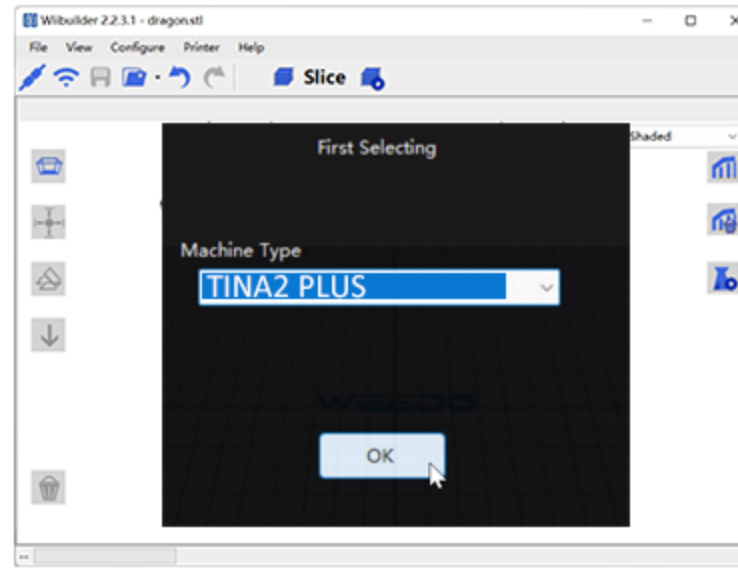 Wiibuilder 2.2.3.1 - dragon.stl
File View Configure Printer Help
Slice
Shaded
First Selecting
Machine Type
TINA2 PLUS
WEEDO
OK
--